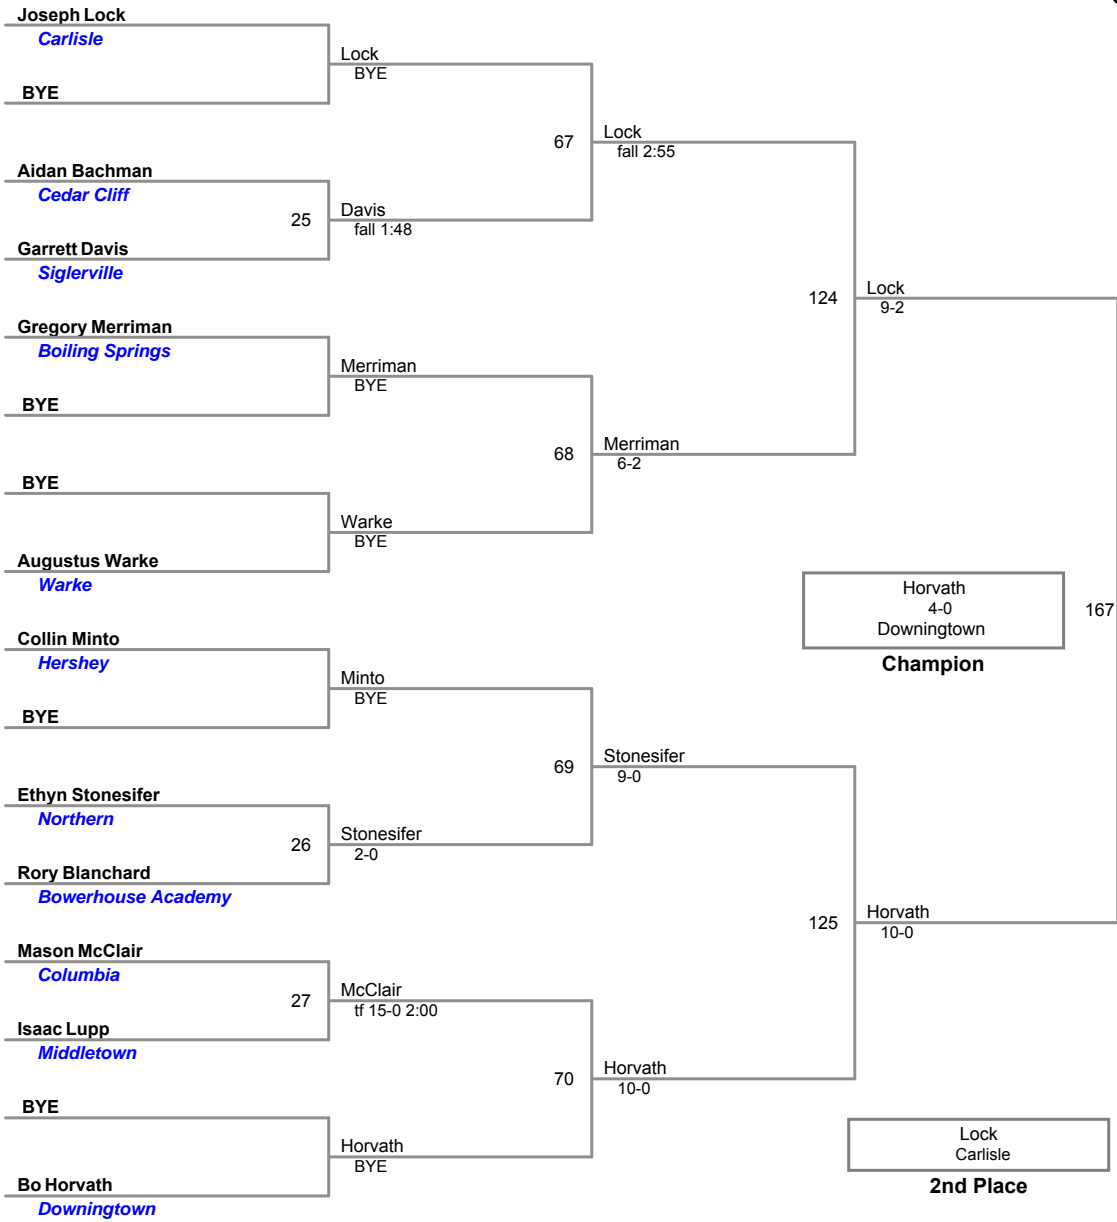 Joseph Lock
Carlisle
Lock
BYE
BYE
67
Lock
fall 2:55
Aidan Bachman
Cedar Cliff
25
Davis
fall 1:48
Garrett Davis
Siglerville
124
Lock
9-2
Gregory Merriman
Boiling Springs
Merriman
BYE
BYE
68
Merriman
6-2
BYE
Warke
BYE
Augustus Warke
Warke
Horvath
4-0
Downingtown
Champion
167
Collin Minto
Hershey
Minto
BYE
BYE
69
Stonesifer
9-0
Ethyn Stonesifer
Northern
26
Stonesifer
2-0
Rory Blanchard
Bowerhouse Academy
125
Horvath
10-0
Mason McClair
Columbia
27
McClair
tf 15-0 2:00
Isaac Lupp
Middletown
70
Horvath
10-0
BYE
Horvath
BYE
Bo Horvath
Downingtown
Lock
Carlisle
2nd Place